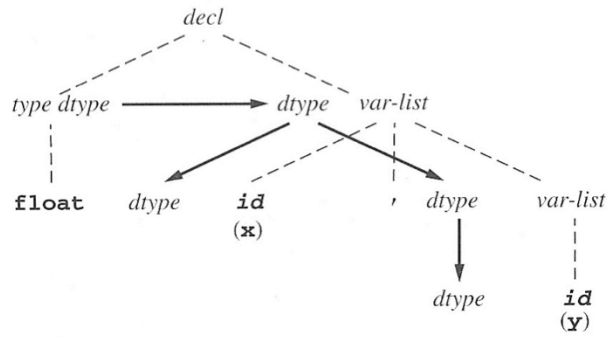 decl
type dtype dtype var-list
float dtype id , dtype var-list
(x)
dtype id
(y)